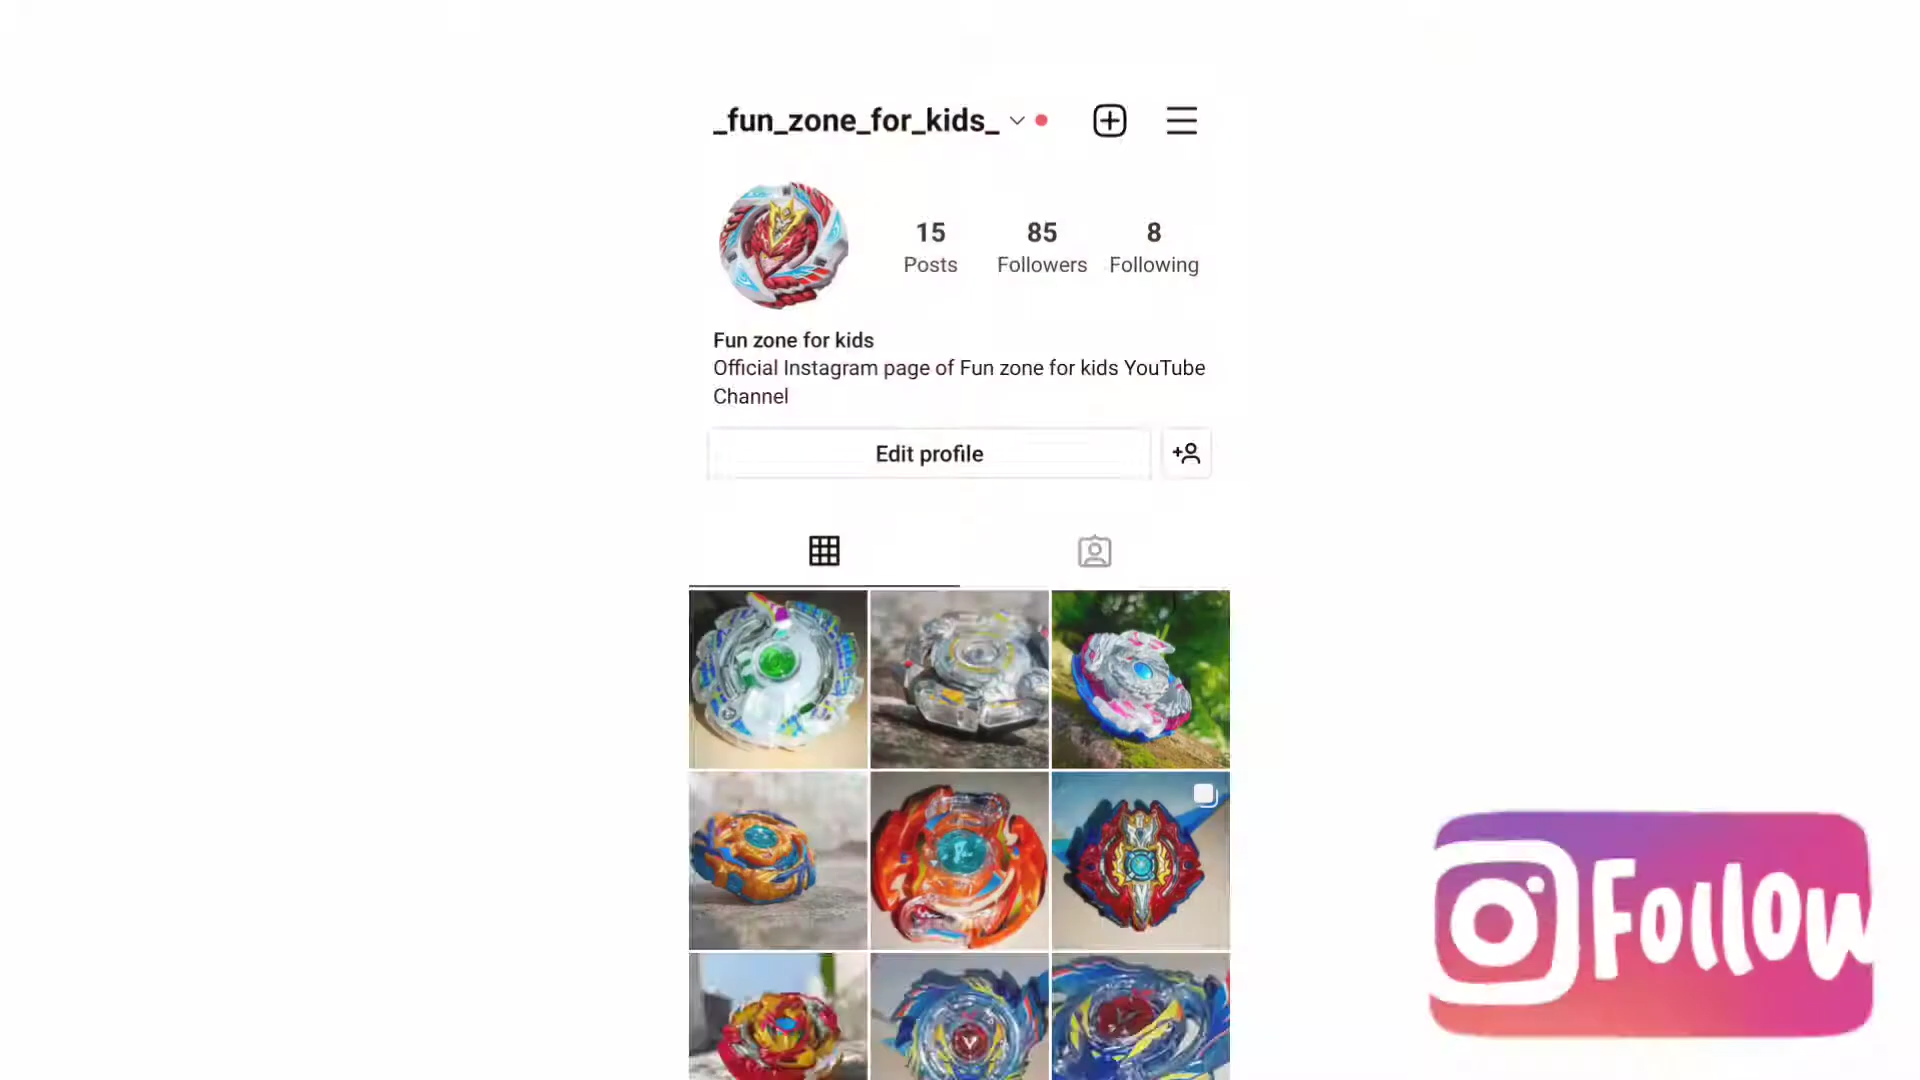 _fun_zone_for_kids_
15 85 8
Posts Followers Following
Fun zone for kids
Official Instagram page of Fun zone for kids YouTube
Channel
Edit profile
Follow